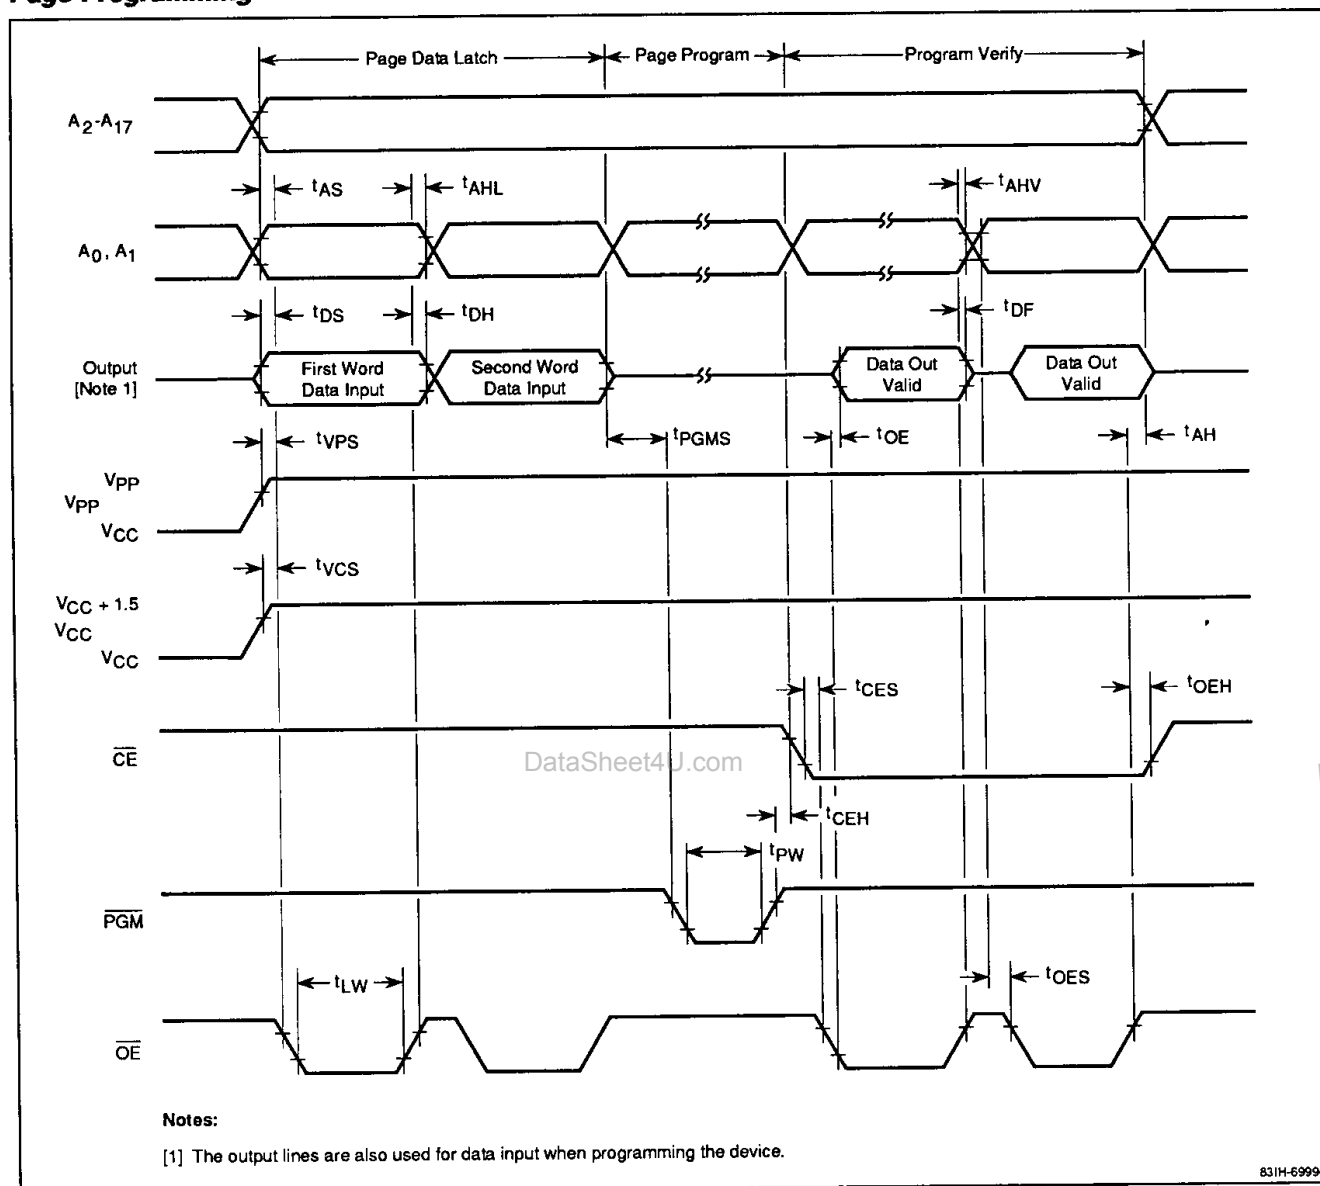 Page Programming
Page Data Latch
Page Program
Program Verify
A2-A17
tAS
tAHL
tAHV
A0, A1
tDS
tDH
tDF
Output
[Note 1]
First Word
Data Input
Second Word
Data Input
Data Out
Valid
Data Out
Valid
tVPS
tPGMS
tOE
tAH
VPP
VPP
VCC
tVCS
VCC + 1.5
VCC
VCC
tCES
tOEH
CE
DataSheet4U.com
tCEH
tPW
PGM
tLW
tOES
OE
Notes:
[1] The output lines are also used for data input when programming the device.